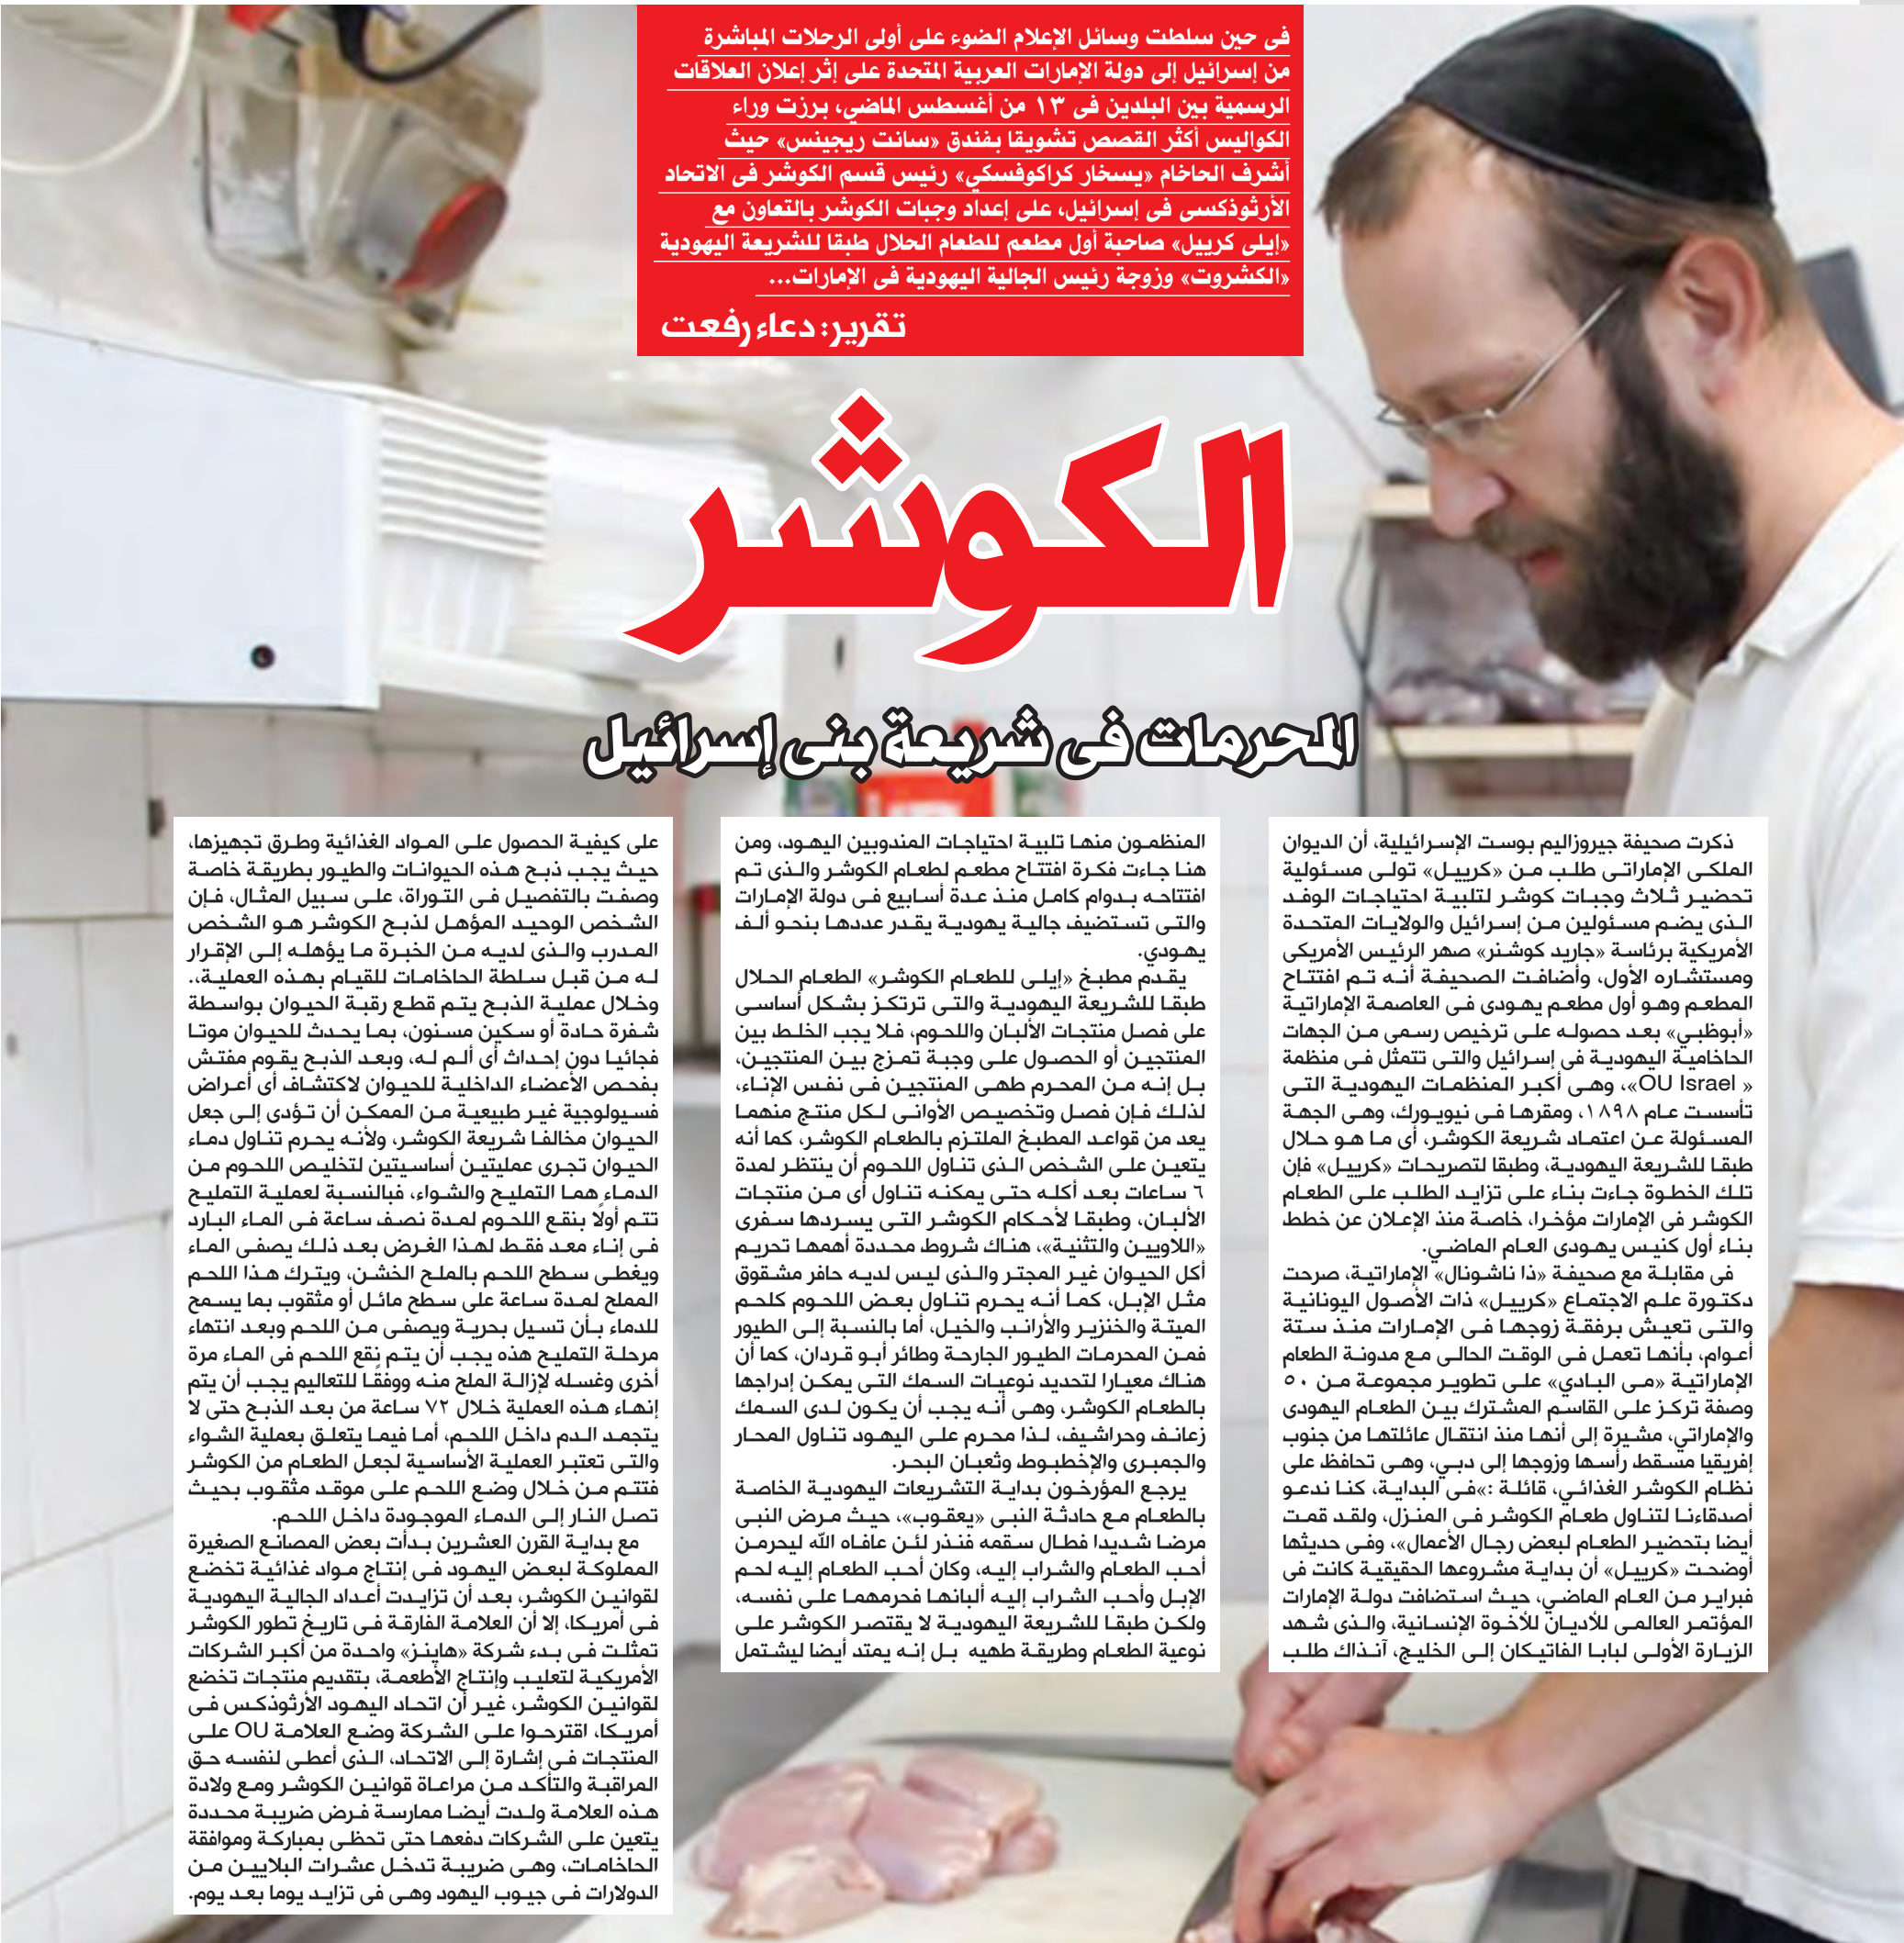 فى حين سلطت وسائل الإعلام الضوء على أولى الرحلات المباشرة
من إسرائيل إلى دولة الإمارات العربية المتحدة على إثر إعلان العلاقات
الرسمية بين البلدين فى ١٣ من أغسطس الماضي، برزت وراء
الكواليس أكثر القصص تشويقا بفندق «سانت ريجينس» حيث
أشرف الحاخام «يسخار كراكوفسكي» رئيس قسم الكوشر فى الاتحاد
الأرثوذكسى فى إسرائيل، على إعداد وجبات الكوشر بالتعاون مع
«إيلى كرييل» صاحبة أول مطعم للطعام الحلال طبقا للشريعة اليهودية
«الكشروت» وزوجة رئيس الجالية اليهودية فى الإمارات...
تقرير: دعاء رفعت
الكوشر
المحرمات فى شريعة بنى إسرائيل
ذكرت صحيفة جيروزاليم بوست الإسرائيلية، أن الديوان
الملكى الإماراتى طلب من «كرييل» تولى مسئولية
تحضير ثلاث وجبات كوشر لتلبية احتياجات الوفد
الذى يضم مسئولين من إسرائيل والولايات المتحدة
الأمريكية برئاسة «جاريد كوشنر» صهر الرئيس الأمريكى
ومستشاره الأول، وأضافت الصحيفة أنه تم افتتاح
المطعم وهو أول مطعم يهودى فى العاصمة الإماراتية
«أبوظبي» بعد حصوله على ترخيص رسمى من الجهات
الحاخامية اليهودية فى إسرائيل والتى تتمثل فى منظمة
« OU Israel»، وهى أكبر المنظمات اليهودية التى
تأسست عام ١٨٩٨، ومقرها فى نيويورك، وهى الجهة
المسئولة عن اعتماد شريعة الكوشر، أى ما هو حلال
طبقا للشريعة اليهودية، وطبقا لتصريحات «كرييل» فإن
تلك الخطوة جاءت بناء على تزايد الطلب على الطعام
الكوشر فى الإمارات مؤخرا، خاصة منذ الإعلان عن خطط
بناء أول كنيس يهودى العام الماضي.
فى مقابلة مع صحيفة «ذا ناشونال» الإماراتية، صرحت
دكتورة علم الاجتماع «كرييل» ذات الأصول اليونانية
والتى تعيش برفقة زوجها فى الإمارات منذ ستة
أعوام، بأنها تعمل فى الوقت الحالى مع مدونة الطعام
الإماراتية «مى البادي» على تطوير مجموعة من ٥٠
وصفة تركز على القاسم المشترك بين الطعام اليهودى
والإماراتي، مشيرة إلى أنها منذ انتقال عائلتها من جنوب
إفريقيا مسقط رأسها وزوجها إلى دبي، وهى تحافظ على
نظام الكوشر الغذائي، قائلة :»فى البداية، كنا ندعو
أصدقاءنا لتناول طعام الكوشر فى المنزل، ولقد قمت
أيضا بتحضير الطعام لبعض رجال الأعمال»، وفى حديثها
أوضحت «كرييل» أن بداية مشروعها الحقيقية كانت فى
فبراير من العام الماضي، حيث استضافت دولة الإمارات
المؤتمر العالمى للأديان للأخوة الإنسانية، والذى شهد
الزيارة الأولى لبابا الفاتيكان إلى الخليج، آنذاك طلب
المنظمون منها تلبية احتياجات المندوبين اليهود، ومن
هنا جاءت فكرة افتتاح مطعم لطعام الكوشر والذى تم
افتتاحه بدوام كامل منذ عدة أسابيع فى دولة الإمارات
والتى تستضيف جالية يهودية يقدر عددها بنحو ألف
يهودي.
يقدم مطبخ «إيلى للطعام الكوشر» الطعام الحلال
طبقا للشريعة اليهودية والتى ترتكز بشكل أساسى
على فصل منتجات الألبان واللحوم، فلا يجب الخلط بين
المنتجين أو الحصول على وجبة تمزج بين المنتجين،
بل إنه من المحرم طهى المنتجين فى نفس الإناء،
لذلك فإن فصل وتخصيص الأوانى لكل منتج منهما
يعد من قواعد المطبخ الملتزم بالطعام الكوشر، كما أنه
يتعين على الشخص الذى تناول اللحوم أن ينتظر لمدة
٦ ساعات بعد أكله حتى يمكنه تناول أى من منتجات
الألبان، وطبقا لأحكام الكوشر التى يسردها سفرى
«اللاويين والتثنية»، هناك شروط محددة أهمها تحريم
أكل الحيوان غير المجتر والذى ليس لديه حافر مشقوق
مثل الإبل، كما أنه يحرم تناول بعض اللحوم كلحم
الميتة والخنزير والأرانب والخيل، أما بالنسبة إلى الطيور
فمن المحرمات الطيور الجارحة وطائر أبو قردان، كما أن
هناك معيارا لتحديد نوعيات السمك التى يمكن إدراجها
بالطعام الكوشر، وهى أنه يجب أن يكون لدى السمك
زعانف وحراشيف، لذا محرم على اليهود تناول المحار
والجمبرى والإخطبوط وثعبان البحر.
يرجع المؤرخون بداية التشريعات اليهودية الخاصة
بالطعام مع حادثة النبى «يعقوب»، حيث مرض النبى
مرضا شديدا فطال سقمه فنذر لئن عافاه الله ليحرمن
أحب الطعام والشراب إليه، وكان أحب الطعام إليه لحم
الإبل وأحب الشراب إليه ألبانها فحرمهما على نفسه،
ولكن طبقا للشريعة اليهودية لا يقتصر الكوشر على
نوعية الطعام وطريقة طهيه بل إنه يمتد أيضا ليشتمل
على كيفية الحصول على المواد الغذائية وطرق تجهيزها،
حيث يجب ذبح هذه الحيوانات والطيور بطريقة خاصة
وصفت بالتفصيل فى التوراة، على سبيل المثال، فإن
الشخص الوحيد المؤهل لذبح الكوشر هو الشخص
المدرب والذى لديه من الخبرة ما يؤهله إلى الإقرار
له من قبل سلطة الحاخامات للقيام بهذه العملية،.
وخلال عملية الذبح يتم قطع رقبة الحيوان بواسطة
شفرة حادة أو سكين مسنون، بما يحدث للحيوان موتا
فجائيا دون إحداث أى ألم له، وبعد الذبح يقوم مفتش
بفحص الأعضاء الداخلية للحيوان لاكتشاف أى أعراض
فسيولوجية غير طبيعية من الممكن أن تؤدى إلى جعل
الحيوان مخالفا شريعة الكوشر، ولأنه يحرم تناول دماء
الحيوان تجرى عمليتين أساسيتين لتخليص اللحوم من
الدماء هما التمليح والشواء، فبالنسبة لعملية التمليح
تتم أولًا بنقع اللحوم لمدة نصف ساعة فى الماء البارد
فى إناء معد فقط لهذا الغرض بعد ذلك يصفى الماء
ويغطى سطح اللحم بالملح الخشن، ويترك هذا اللحم
المملح لمدة ساعة على سطح مائل أو مثقوب بما يسمح
للدماء بأن تسيل بحرية ويصفى من اللحم وبعد انتهاء
مرحلة التمليح هذه يجب أن يتم نقع اللحم فى الماء مرة
أخرى وغسله لإزالة الملح منه ووفقًا للتعاليم يجب أن يتم
إنهاء هذه العملية خلال ٧٢ ساعة من بعد الذبح حتى لا
يتجمد الدم داخل اللحم، أما فيما يتعلق بعملية الشواء
والتى تعتبر العملية الأساسية لجعل الطعام من الكوشر
فتتم من خلال وضع اللحم على موقد مثقوب بحيث
تصل النار إلى الدماء الموجودة داخل اللحم.
مع بداية القرن العشرين بدأت بعض المصانع الصغيرة
المملوكة لبعض اليهود فى إنتاج مواد غذائية تخضع
لقوانين الكوشر، بعد أن تزايدت أعداد الجالية اليهودية
فى أمريكا، إلا أن العلامة الفارقة فى تاريخ تطور الكوشر
تمثلت فى بدء شركة «هاينز» واحدة من أكبر الشركات
الأمريكية لتعليب وإنتاج الأطعمة، بتقديم منتجات تخضع
لقوانين الكوشر، غير أن اتحاد اليهود الأرثوذكس فى
أمريكا، اقترحوا على الشركة وضع العلامة OU على
المنتجات فى إشارة إلى الاتحاد، الذى أعطى لنفسه حق
المراقبة والتأكد من مراعاة قوانين الكوشر ومع ولادة
هذه العلامة ولدت أيضا ممارسة فرض ضريبة محددة
يتعين على الشركات دفعها حتى تحظى بمباركة وموافقة
الحاخامات، وهى ضريبة تدخل عشرات البلايين من
الدولارات فى جيوب اليهود وهى فى تزايد يوما بعد يوم.